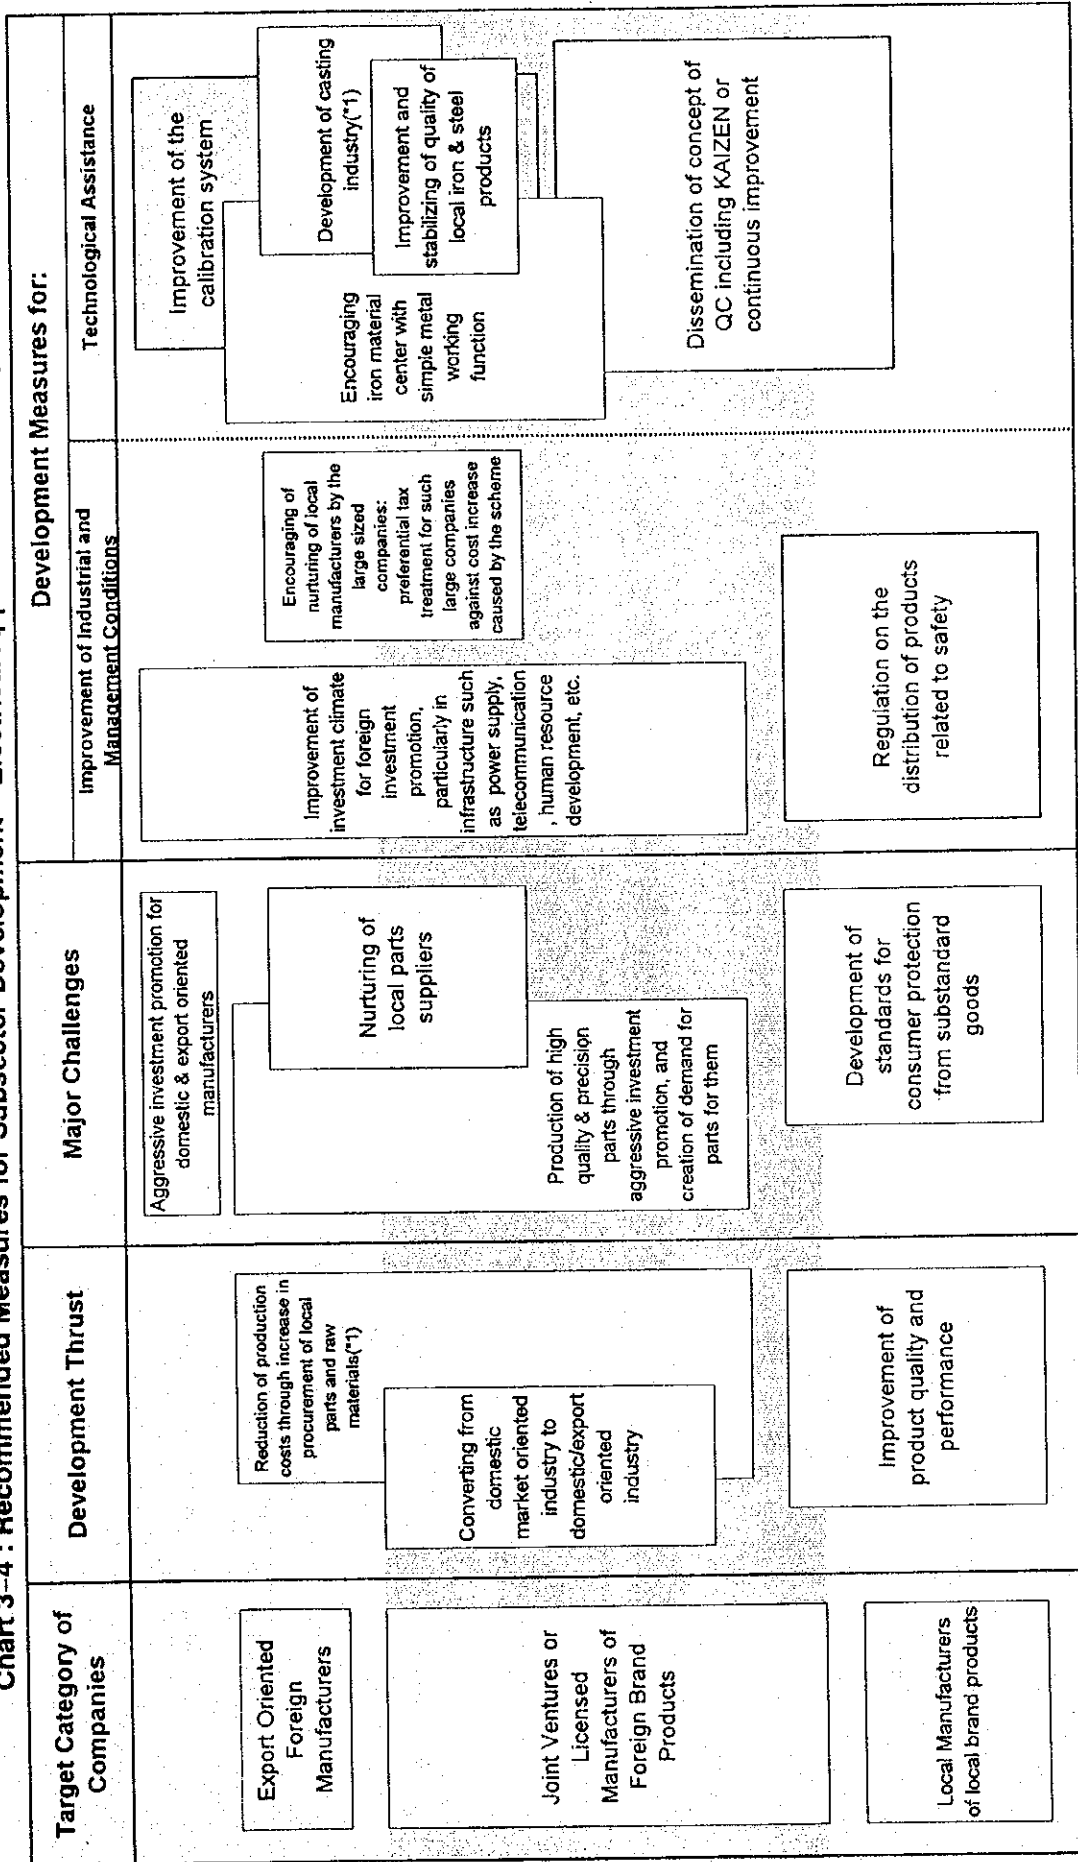 Chart 3-4 : Recommended Measures for Subsector Development -
Target Category of
Companies
Development Thrust
Major Challenges
Development Measures for:
Improvement of Industrial and
Management Conditions
Technological Assistance
Export Oriented
Foreign
Manufacturers
Joint Ventures or
Licensed
Manufacturers of
Foreign Brand
Products
Local Manufacturers
of local brand products
Reduction of production
costs through increase in
procurement of local
parts and raw
materials(*1)
Converting from
domestic
market oriented
industry to
domestic/export
oriented
industry
Improvement of
product quality and
performance
Aggressive investment promotion for
domestic & export oriented
manufacturers
Nurturing of
local parts
suppliers
Production of high
quality & precision
parts through
aggressive investment
promotion, and
creation of demand for
parts for them
Development of
standards for
consumer protection
from substandard
goods
Improvement of
investment climate
for foreign
investment
promotion,
particularly in
infrastructure such
as power supply,
telecommunication
, human resource
development, etc.
Encouraging of
nurturing of local
manufacturers by the
large sized
companies:
preferential tax
treatment for such
large companies
against cost increase
caused by the scheme
Regulation on the
distribution of products
related to safety
Improvement of the
calibration system
Development of casting
industry(*1)
Improvement and
stabilizing of quality of
local iron & steel
products
Encouraging
iron material
center with
simple metal
working
function
Dissemination of concept of
QC including KAIZEN or
continuous improvement